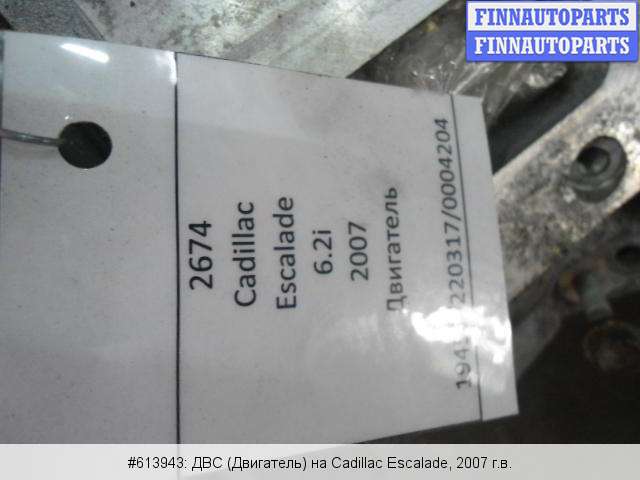 FINNAUTOPARTS
FINNAUTOPARTS
2674
Cadillac
Escalade
6.2i
2007
Двигатель
220317/0004204
#613943: ДВС (Двигатель) на Cadillac Escalade, 2007 г.в.